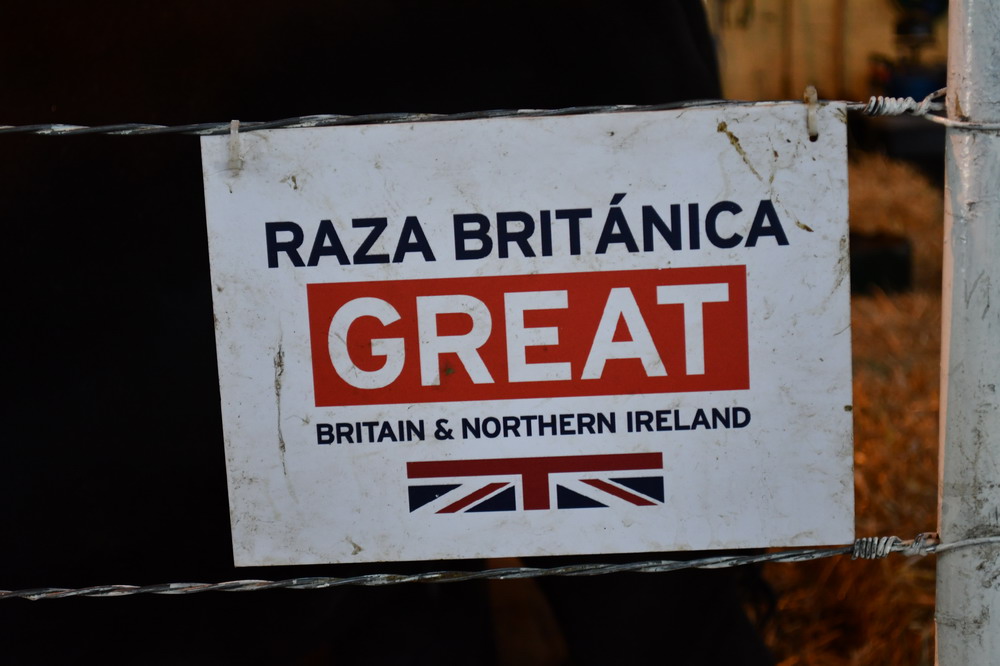 RAZA BRITÁNICA
GREAT
BRITAIN & NORTHERN IRELAND